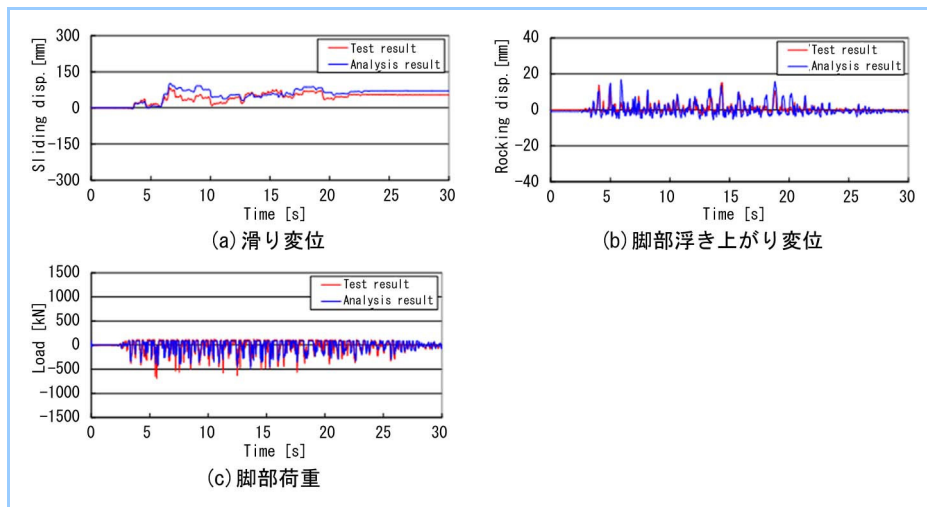 300
150
0
-150
-300
Sliding disp. [mm]
Test result
Analysis result
0 5 10 15 20 25 30
Time [s]
(a)滑り変位
40
20
0
-20
-40
Rocking disp. [mm]
Test result
Analysis result
0 5 10 15 20 25 30
Time [s]
(b)脚部浮き上がり変位
1500
1000
500
0
-500
-1000
-1500
Load [kN]
Test result
Analysis result
0 5 10 15 20 25 30
Time [s]
(c)脚部荷重